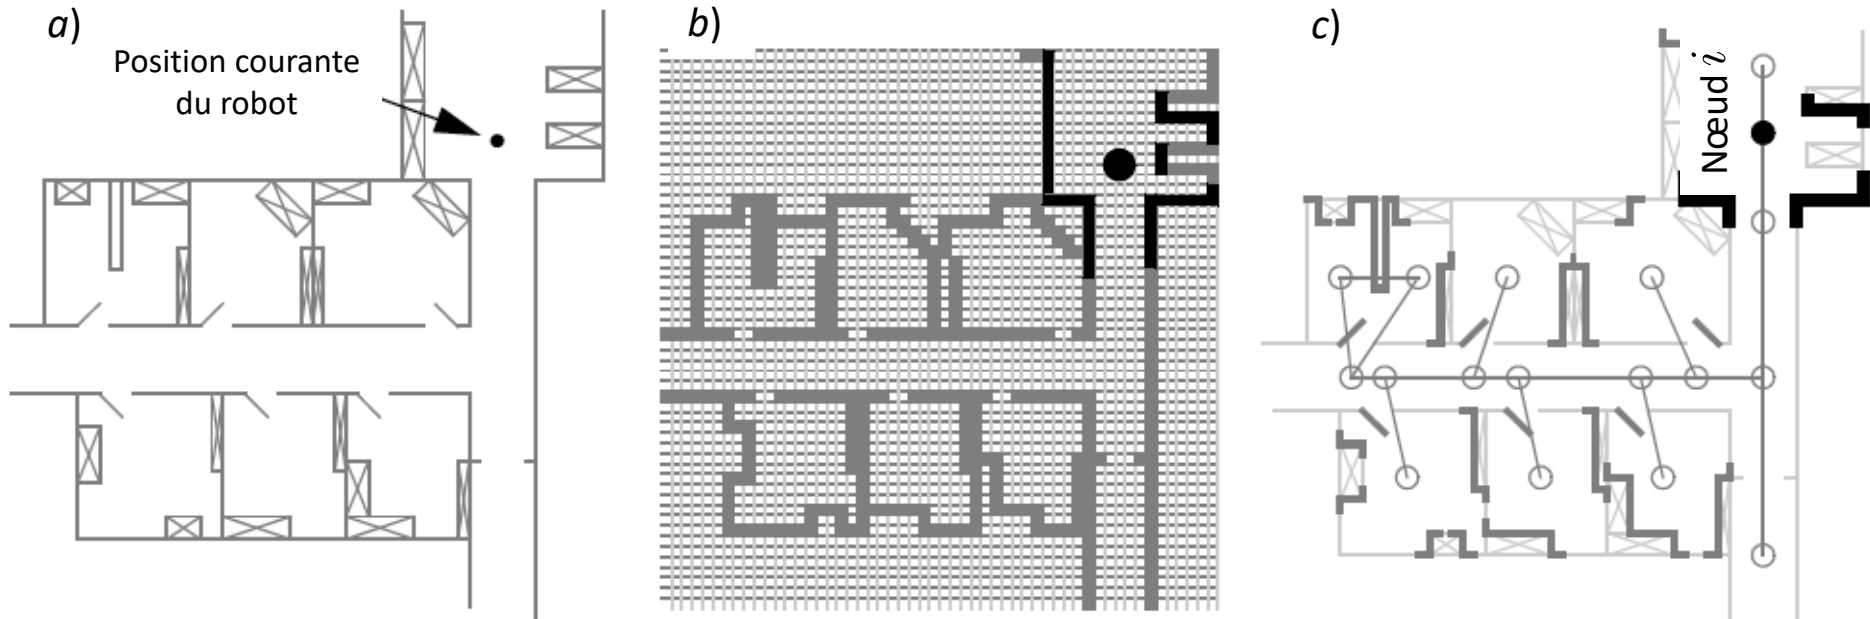 a)
Position courante
du robot
b)
c)
Nœud i